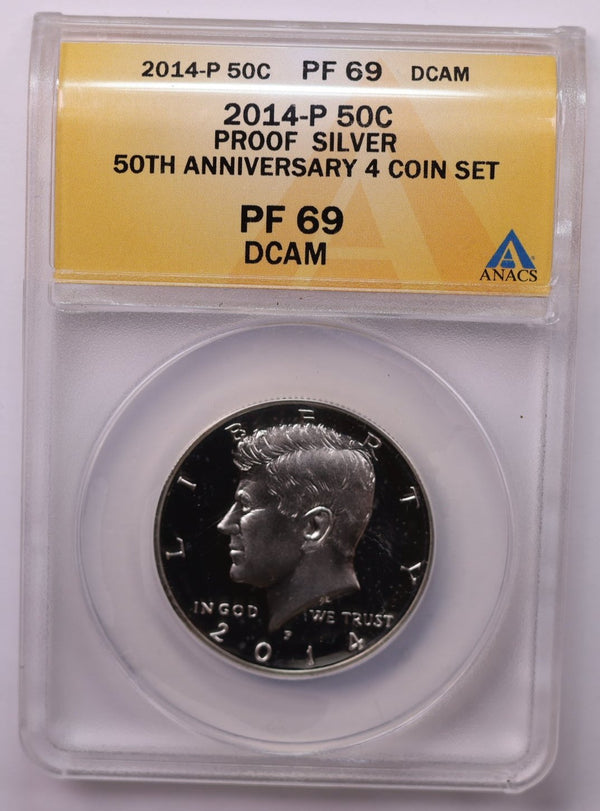 2014-P 50C PF 69 DCAM
2014-P 50C
PROOF SILVER
50TH ANNIVERSARY 4 COIN SET
PF 69
DCAM
ANACS
LIBERTY
IN GOD WE TRUST
P
2014